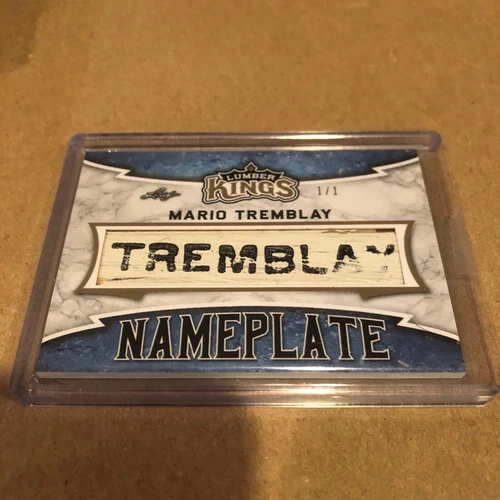 Leaf
LUMBER
KINGS
1/1
MARIO TREMBLAY
TREMBLAY
NAMEPLATE